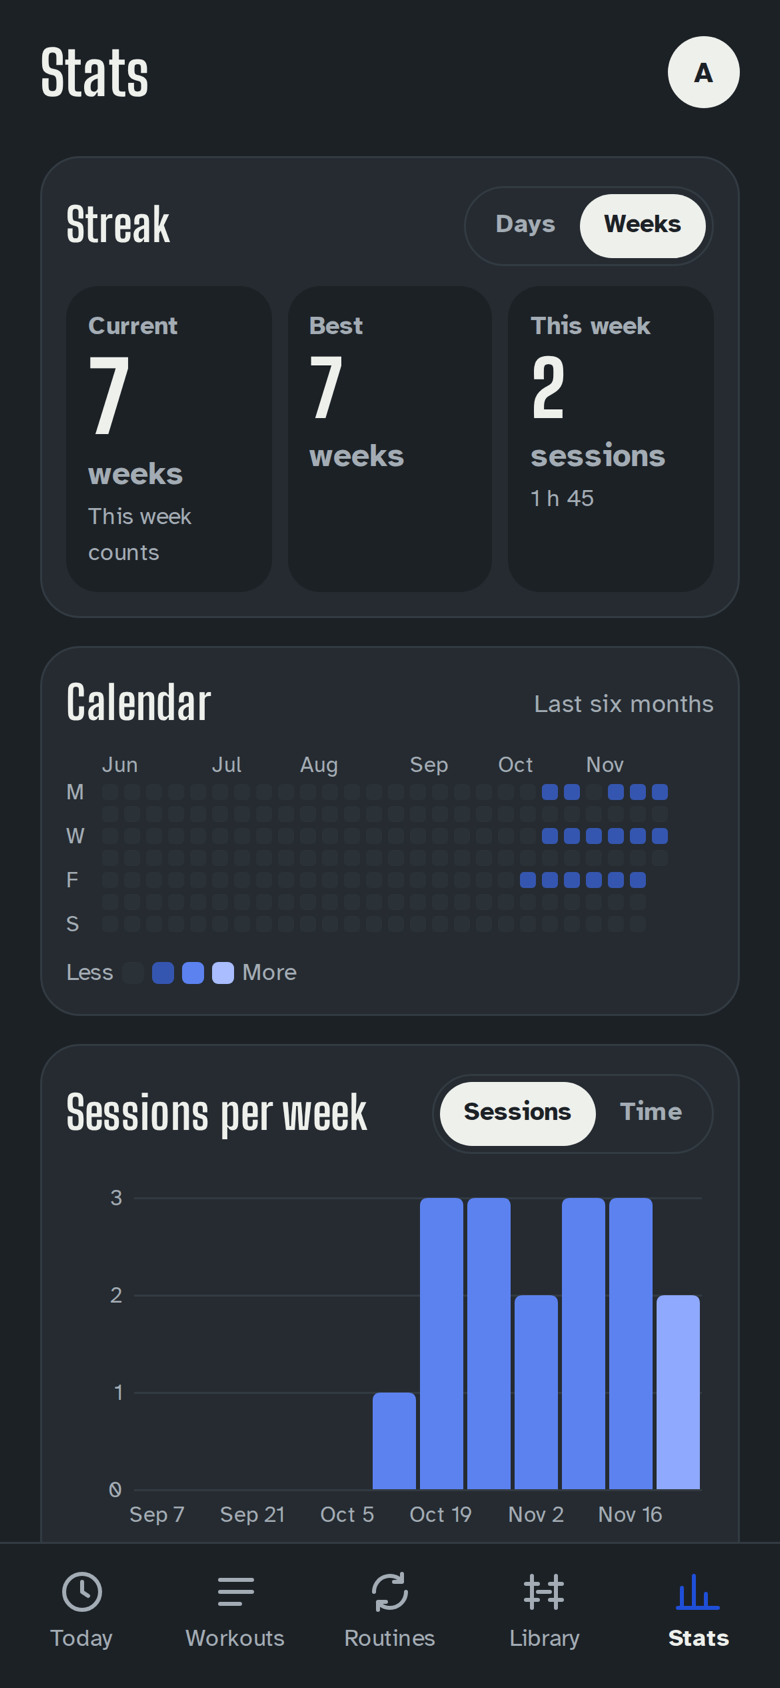 Stats
A
Streak
Days
Weeks
Current
7
weeks
This week
counts
Best
7
weeks
This week
2
sessions
1 h 45
Calendar
Last six months
Jun Jul Aug Sep Oct Nov
M
W
F
S
Less
More
Sessions per week
Sessions
Time
3
2
1
0
Sep 7 Sep 21 Oct 5 Oct 19 Nov 2 Nov 16
Today
Workouts
Routines
Library
Stats